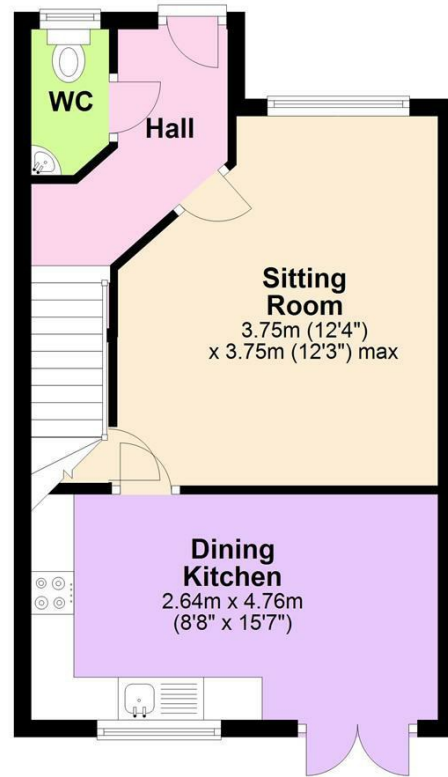 WC
Hall
Sitting
Room
3.75m (12'4")
x 3.75m (12'3") max
Dining
Kitchen
2.64m x 4.76m
(8'8" x 15'7")